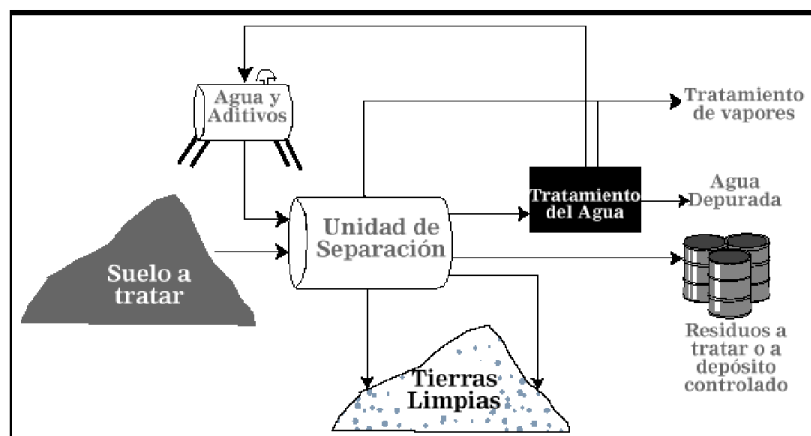 Agua y
Aditivos
Tratamiento
de vapores
Tratamiento
del Agua
Agua
Depurada
Unidad de
Separación
Suelo a
tratar
Residuos a
tratar o a
depósito
controlado
Tierras
Limpias